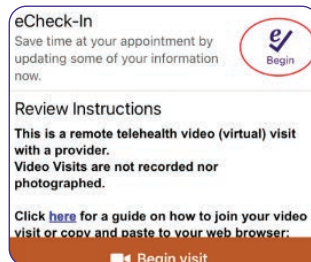 eCheck-In
Save time at your appointment by
updating some of your information
now.
Begin
Review Instructions
This is a remote telehealth video (virtual) visit
with a provider.
Video Visits are not recorded nor
photographed.
Click here for a guide on how to join your video
visit or copy and paste to your web browser:
Begin visit